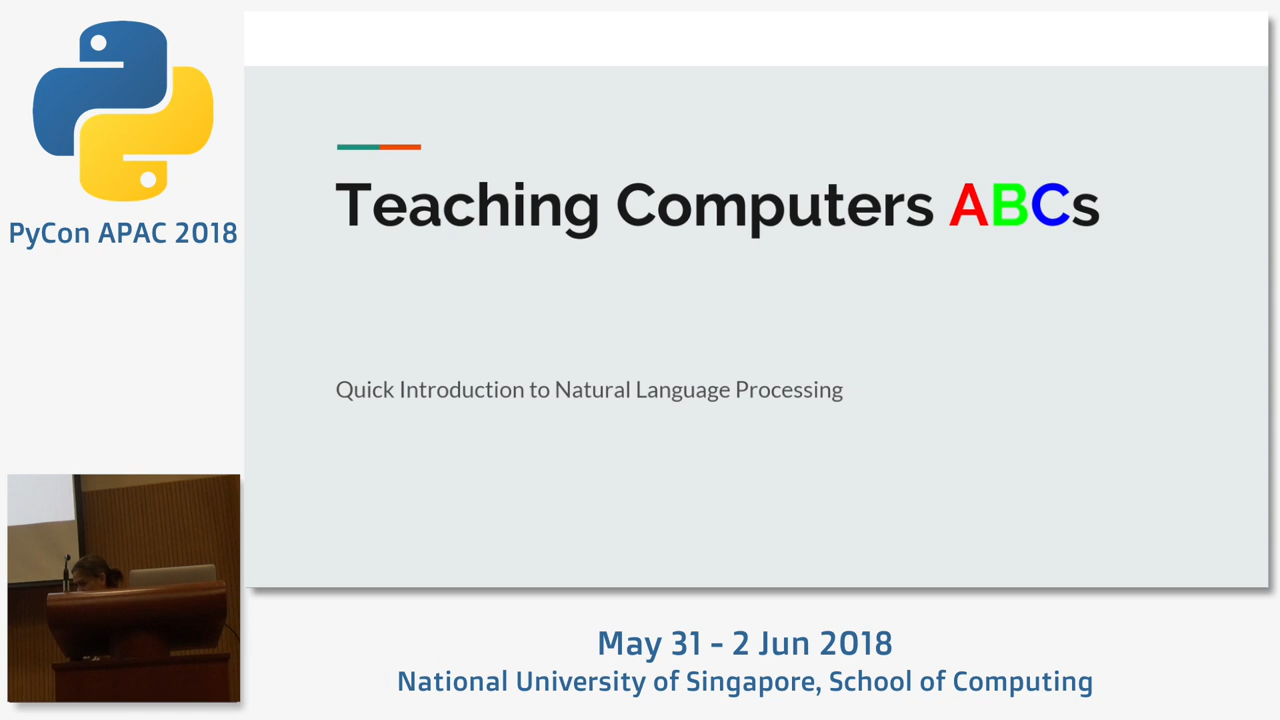 PyCon APAC 2018
Teaching Computers ABCs
Quick Introduction to Natural Language Processing
May 31 - 2 Jun 2018
National University of Singapore, School of Computing